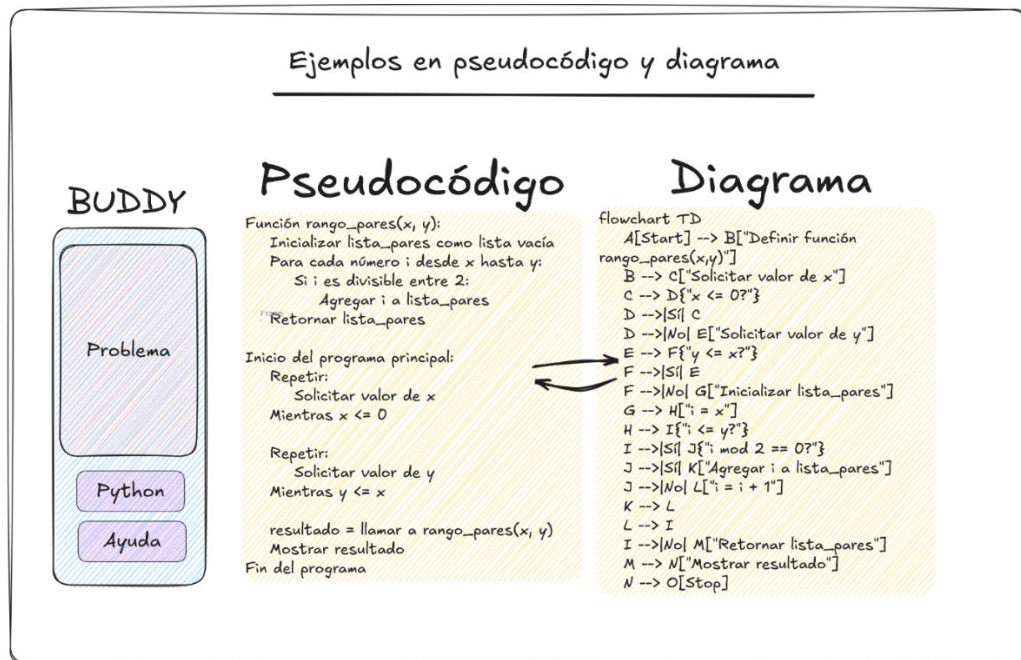 Ejemplos en pseudocódigo y diagrama
BUDDY
Problema
Python
Ayuda
Pseudocódigo
Función rango_pares(x, y):
Inicializar lista_pares como lista vacía
Para cada número i desde x hasta y:
Si i es divisible entre 2:
Agregar i a lista_pares
Retornar lista_pares
Inicio del programa principal:
Repetir:
Solicitar valor de x
Mientras x <= 0
Repetir:
Solicitar valor de y
Mientras y <= x
resultado = llamar a rango_pares(x, y)
Mostrar resultado
Fin del programa
Diagrama
flowchart TD
A[Start] --> B["Definir función
rango_pares(x,y)"]
B --> C["Solicitar valor de x"]
C --> D{"x <= 0?"}
D -->|Sí| C
D -->|No| E["Solicitar valor de y"]
E --> F{"y <= x?"}
F -->|Sí| E
F -->|No| G["Inicializar lista_pares"]
G --> H["i = x"]
H --> I{"i <= y?"}
I -->|Sí| J{"i mod 2 == 0?"}
J -->|Sí| K["Agregar i a lista_pares"]
J -->|No| L["i = i + 1"]
K --> L
L --> I
I -->|No| M["Retornar lista_pares"]
M --> N["Mostrar resultado"]
N --> O[Stop]